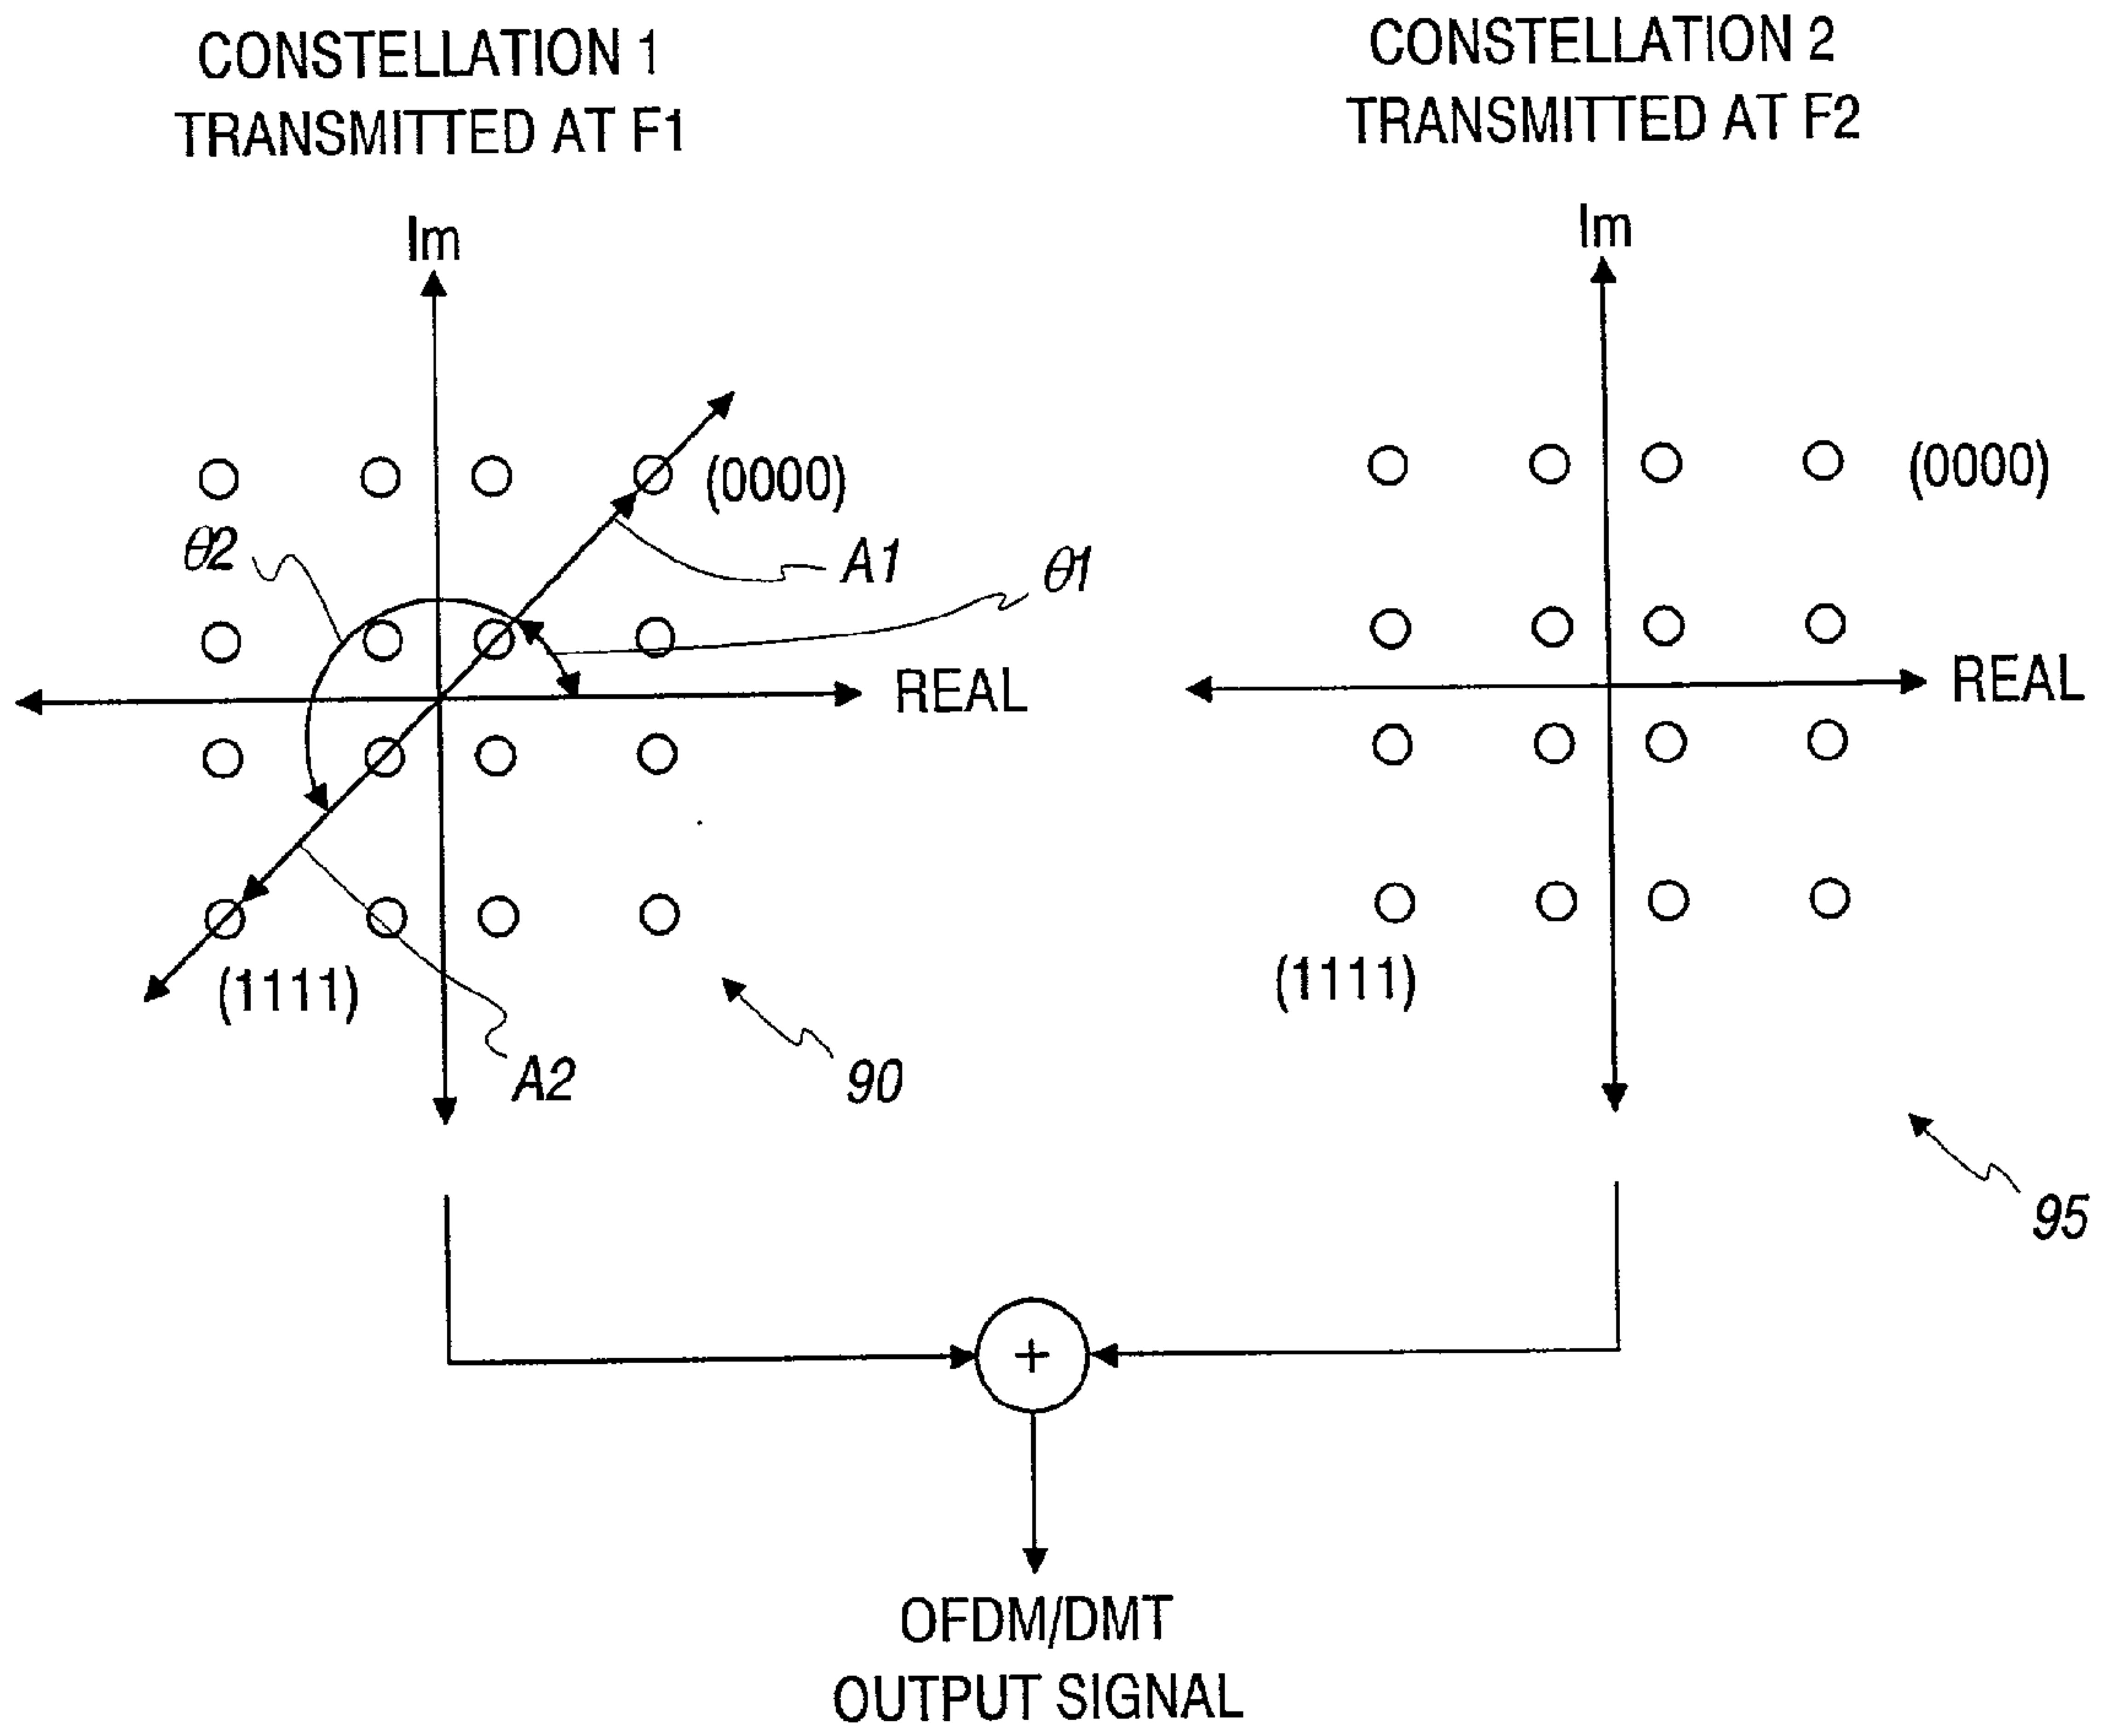 CONSTELLATION 1
TRANSMITTED AT F1
CONSTELLATION 2
TRANSMITTED AT F2
Im
Im
(0000)
(0000)
θ2
A1
θ1
REAL
REAL
(1111)
(1111)
A2
90
95
+
OFDM/DMT
OUTPUT SIGNAL